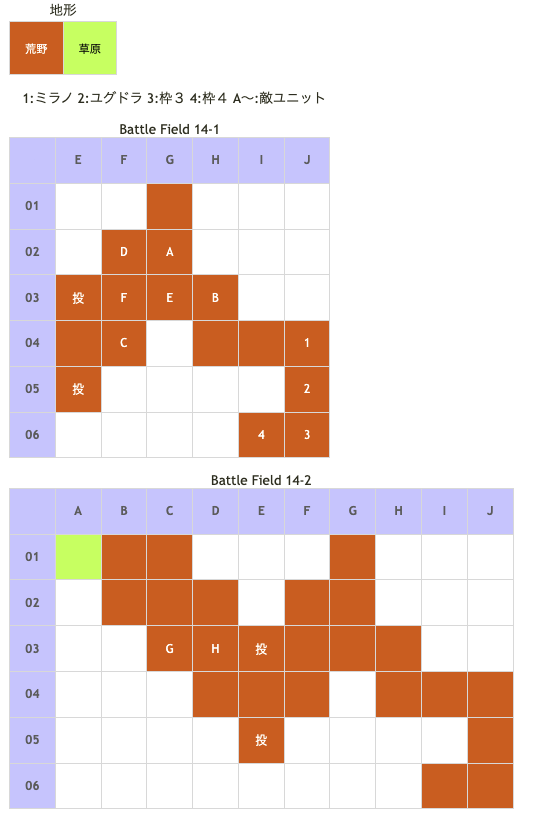 地形
荒野 草原
1:ミラノ 2:ユグドラ 3:枠３ 4:枠４ A～:敵ユニット
Battle Field 14-1
E F G H I J
01
02 D A
03 投 F E B
04 C 1
05 投 2
06 4 3
Battle Field 14-2
A B C D E F G H I J
01
02
03 G H 投
04
05 投
06